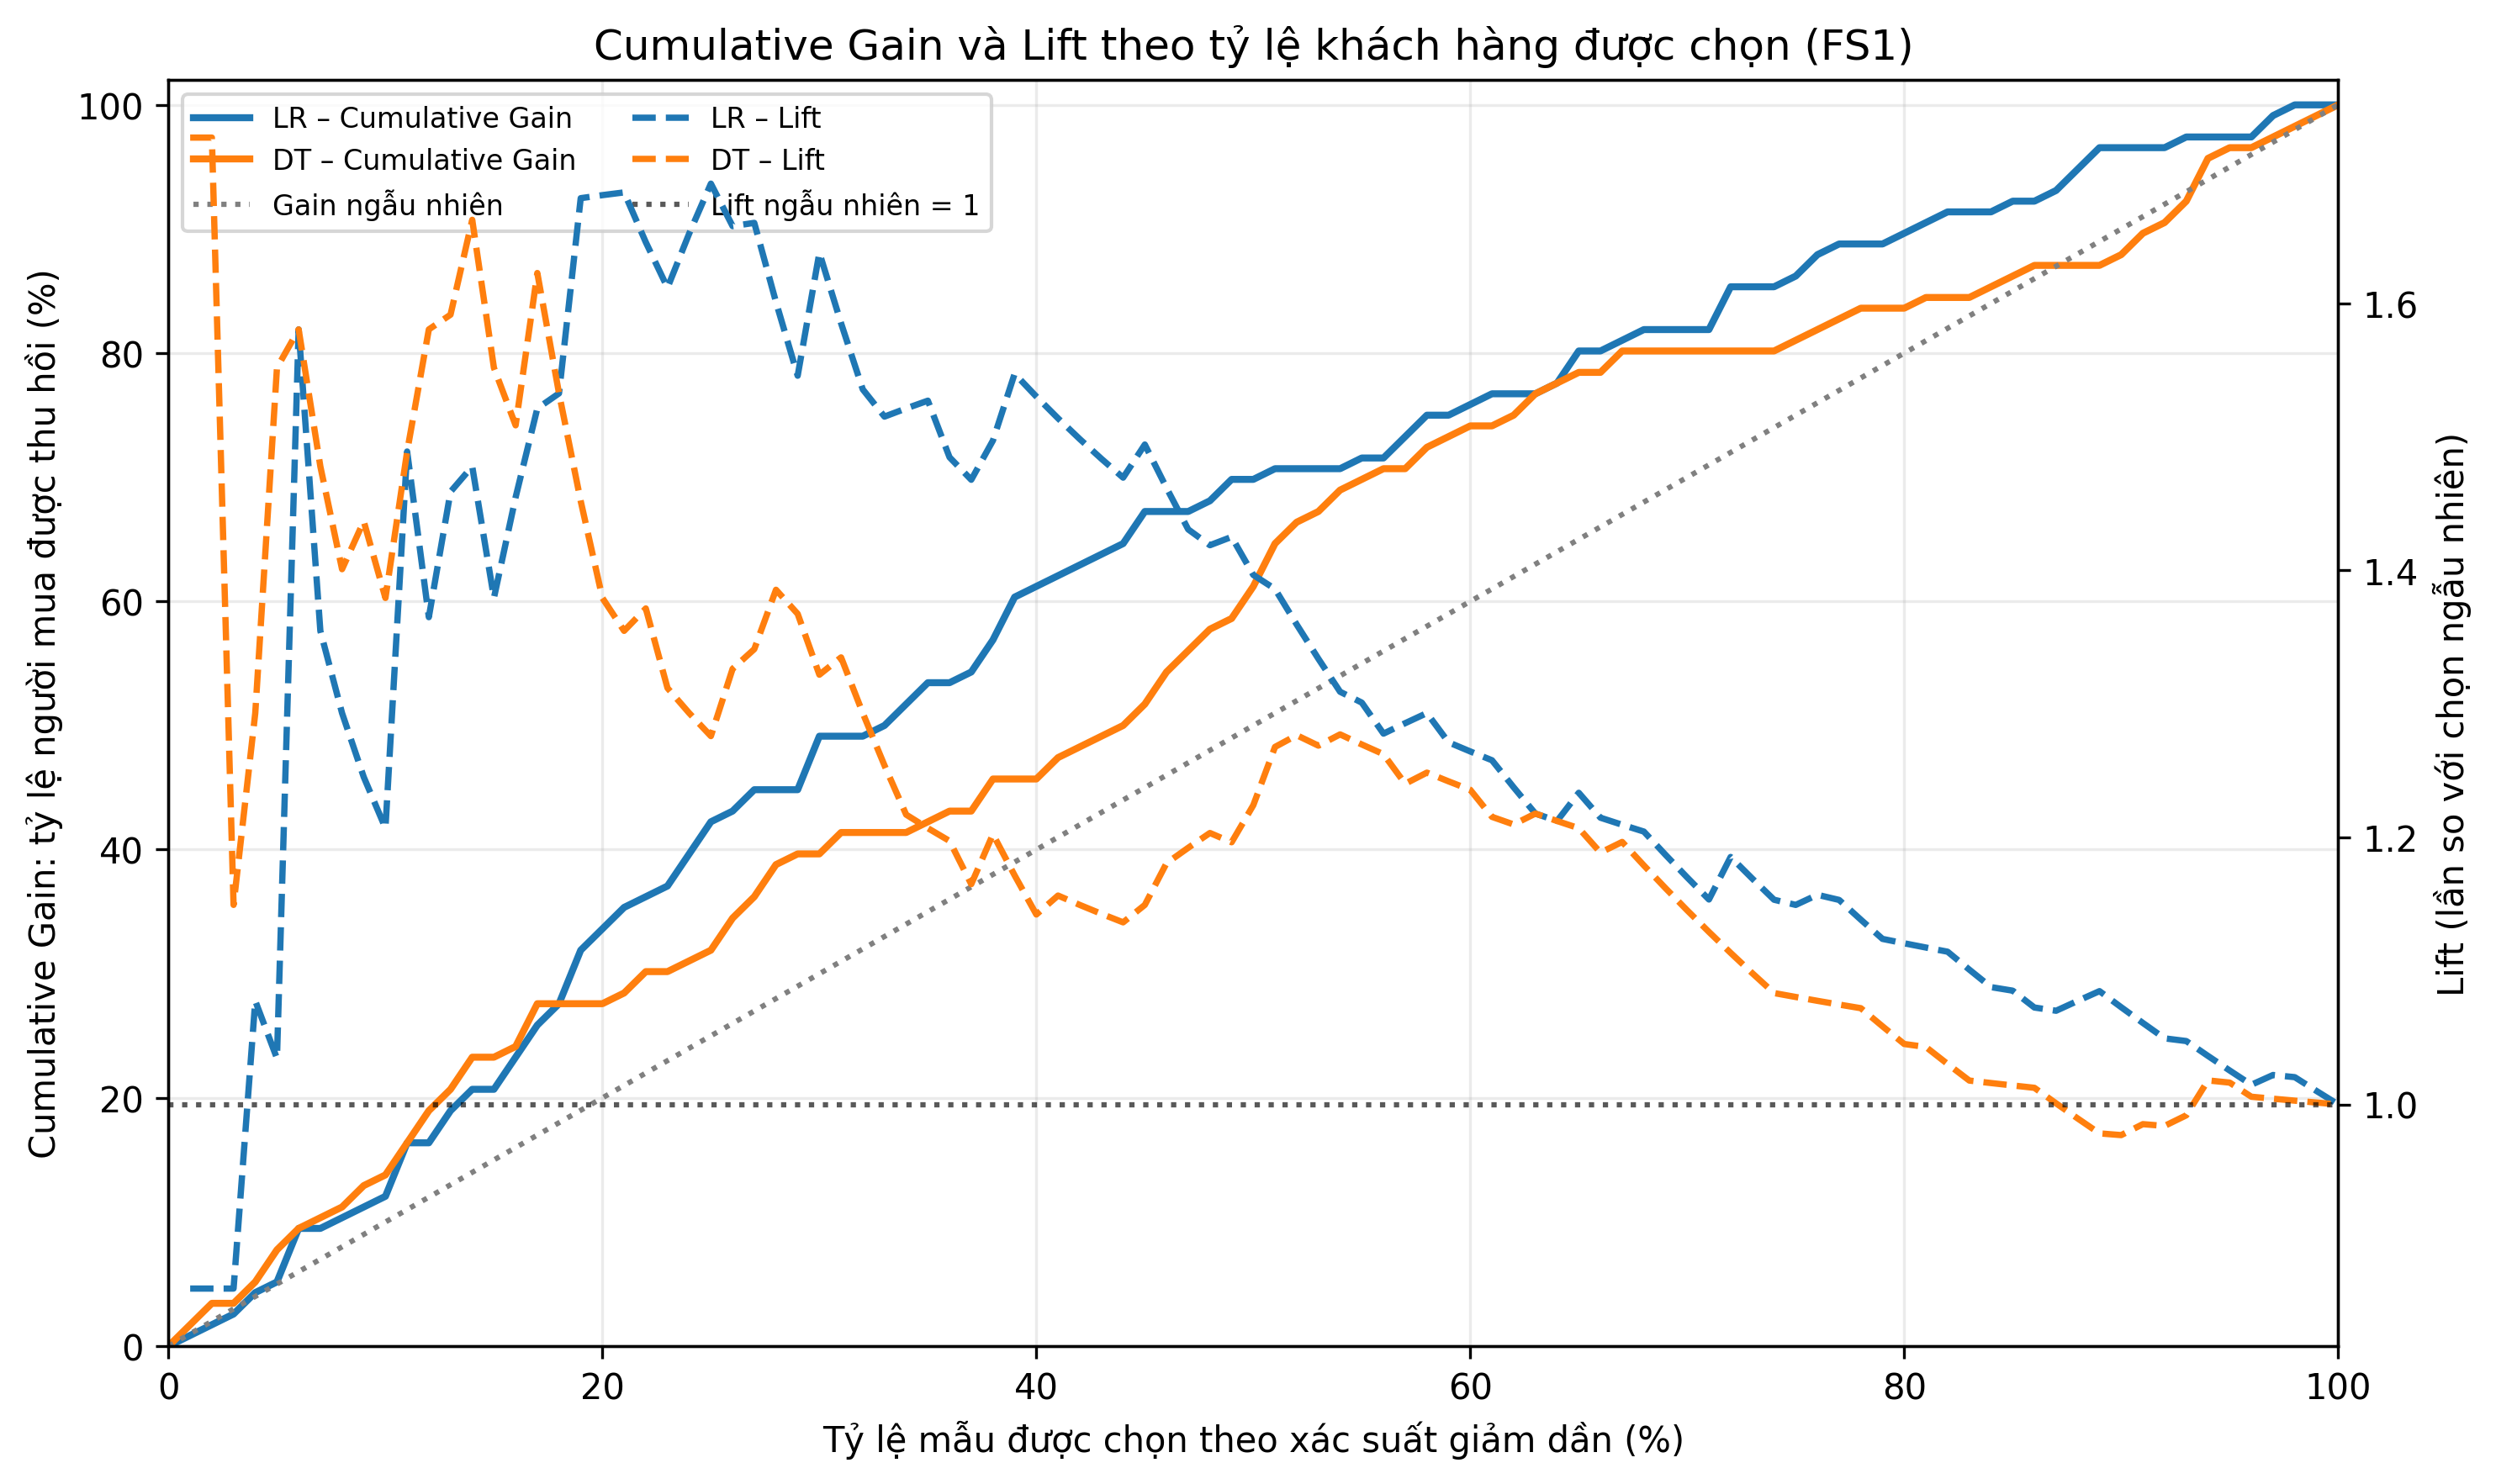 Cumulative Gain và Lift theo tỷ lệ khách hàng được chọn (FS1)
LR – Cumulative Gain
DT – Cumulative Gain
Gain ngẫu nhiên
LR – Lift
DT – Lift
Lift ngẫu nhiên = 1
Cumulative Gain: tỷ lệ người mua được thu hồi (%)
100
80
60
40
20
0
0
20
40
60
80
100
Tỷ lệ mẫu được chọn theo xác suất giảm dần (%)
1.6
1.4
1.2
1.0
Lift (lần so với chọn ngẫu nhiên)